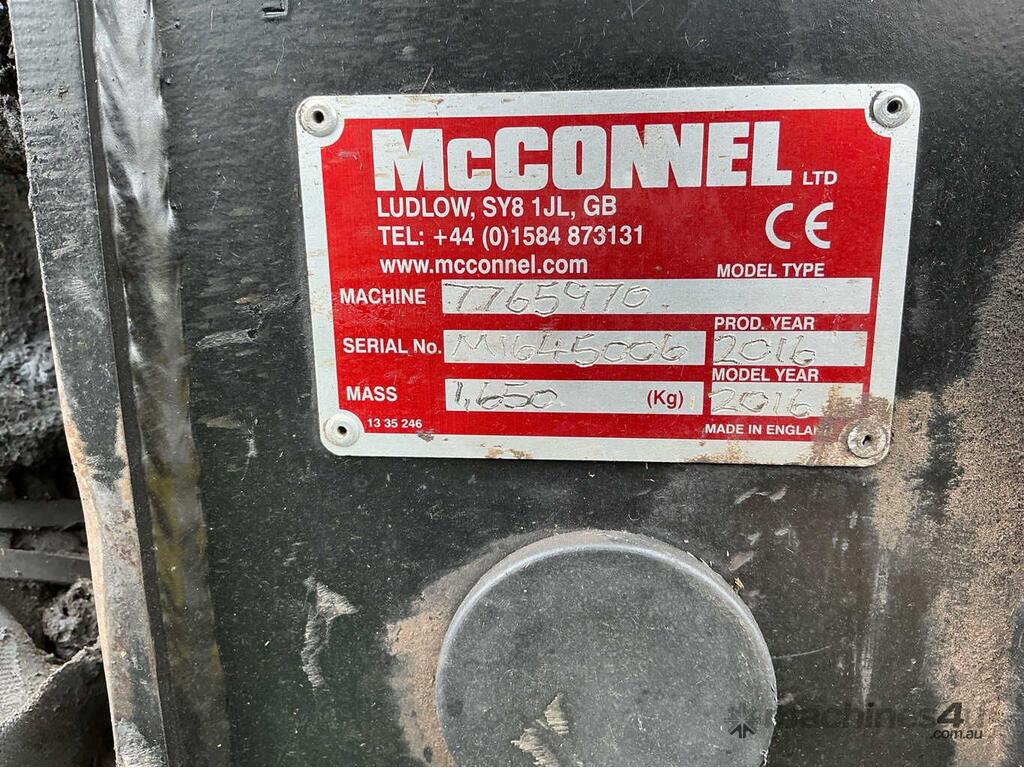 McCONNEL LTD
LUDLOW, SY8 1JL, GB
TEL: +44 (0)1584 873131
www.mcconnel.com
CE
MODEL TYPE
MACHINE 7765970
PROD. YEAR
SERIAL No. M1645006 2016
MODEL YEAR
MASS 1,650 (Kg) 2016
13 35 246
MADE IN ENGLAND
machines4u
.com.au